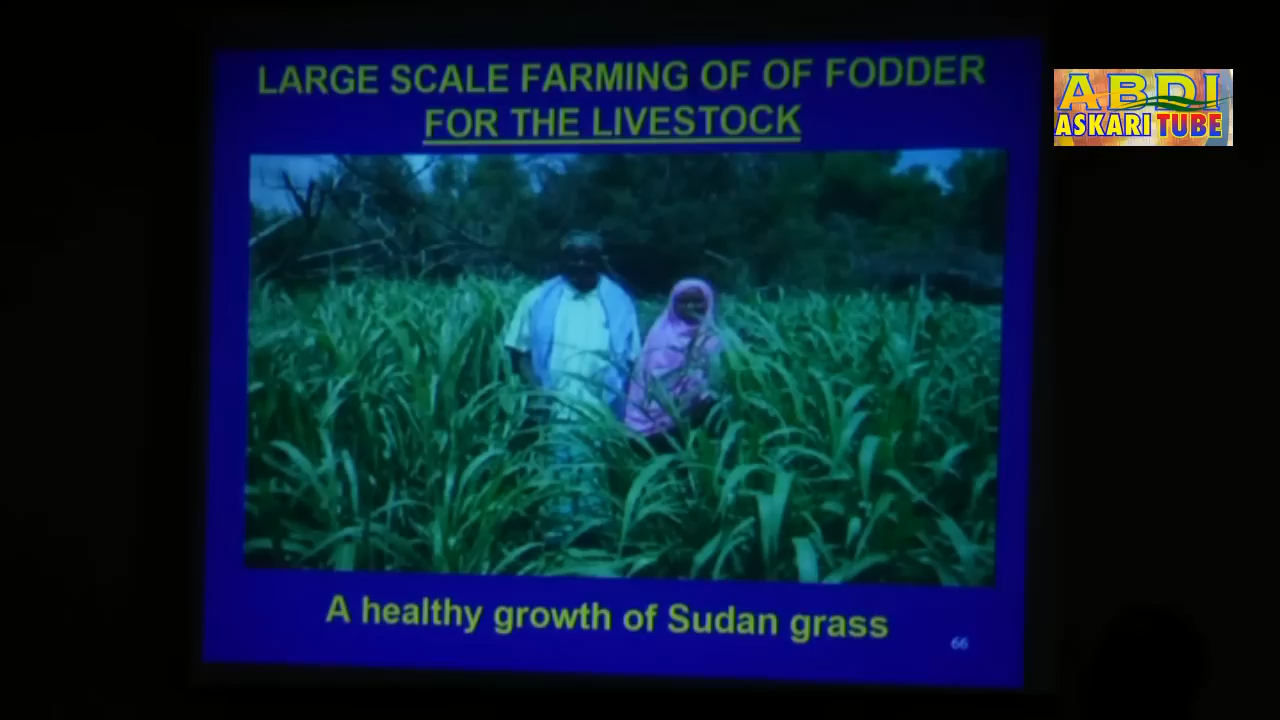 LARGE SCALE FARMING OF OF FODDER
FOR THE LIVESTOCK
ABDI
ASKARI TUBE
A healthy growth of Sudan grass
66